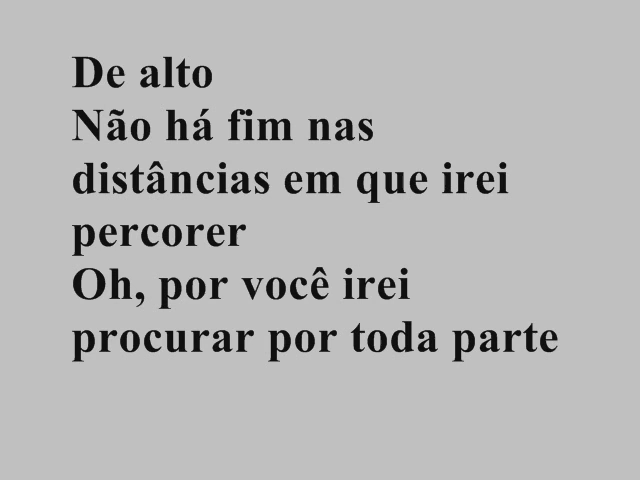 De alto
Não há fim nas
distâncias em que irei
percorer
Oh, por você irei
procurar por toda parte